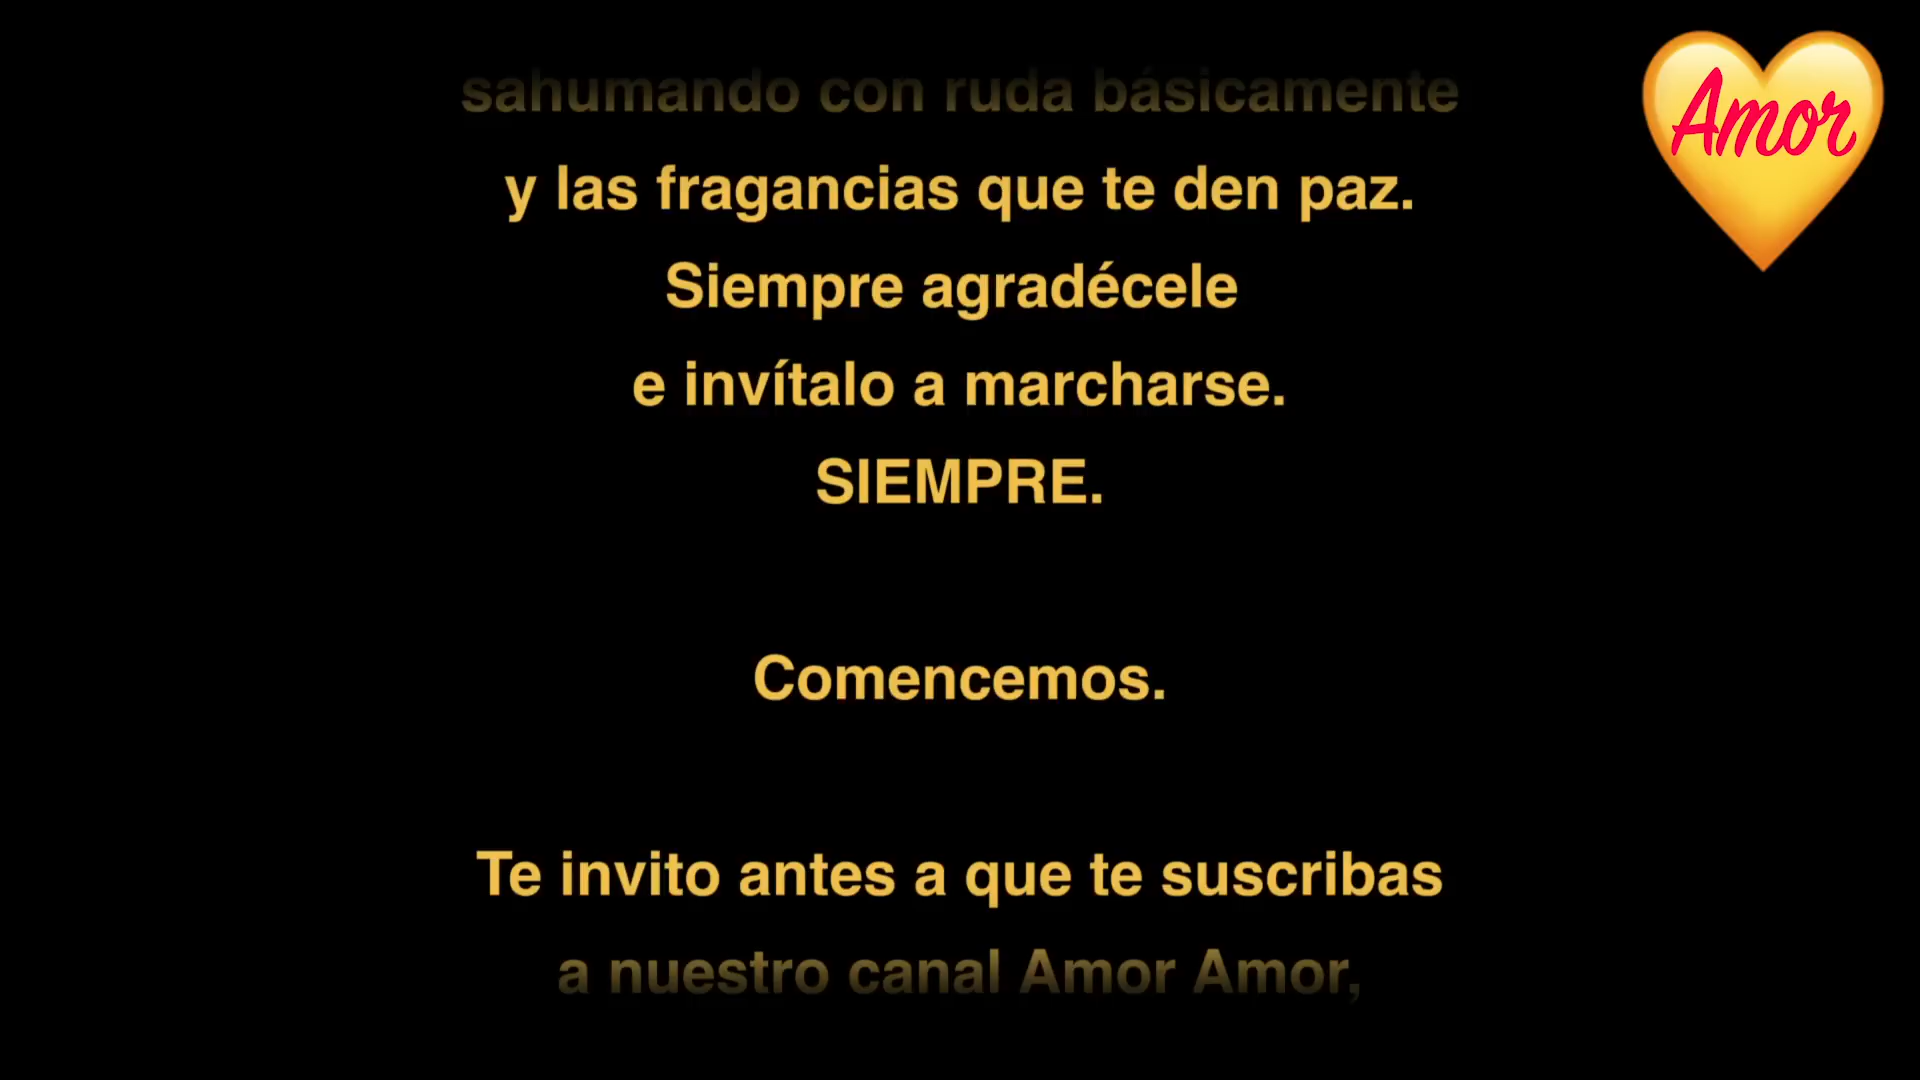 sahumando con ruda básicamente
y las fragancias que te den paz.
Siempre agradécele
e invítalo a marcharse.
SIEMPRE.
Comencemos.
Te invito antes a que te suscribas
a nuestro canal Amor Amor,
Amor